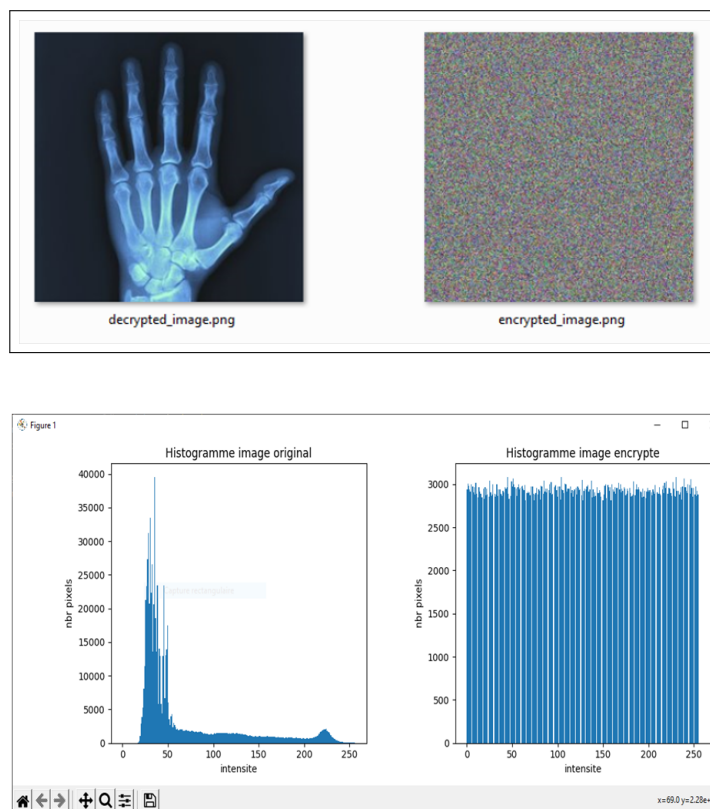 decrypted_image.png
encrypted_image.png
Figure 1
Histogramme image original
Histogramme image encrypte
40000
35000
30000
25000
20000
15000
10000
5000
0
nbr pixels
0 50 100 150 200 250
intensite
3000
2500
2000
1500
1000
500
0
nbr pixels
0 50 100 150 200 250
intensite
x=69.0 y=2.28e+